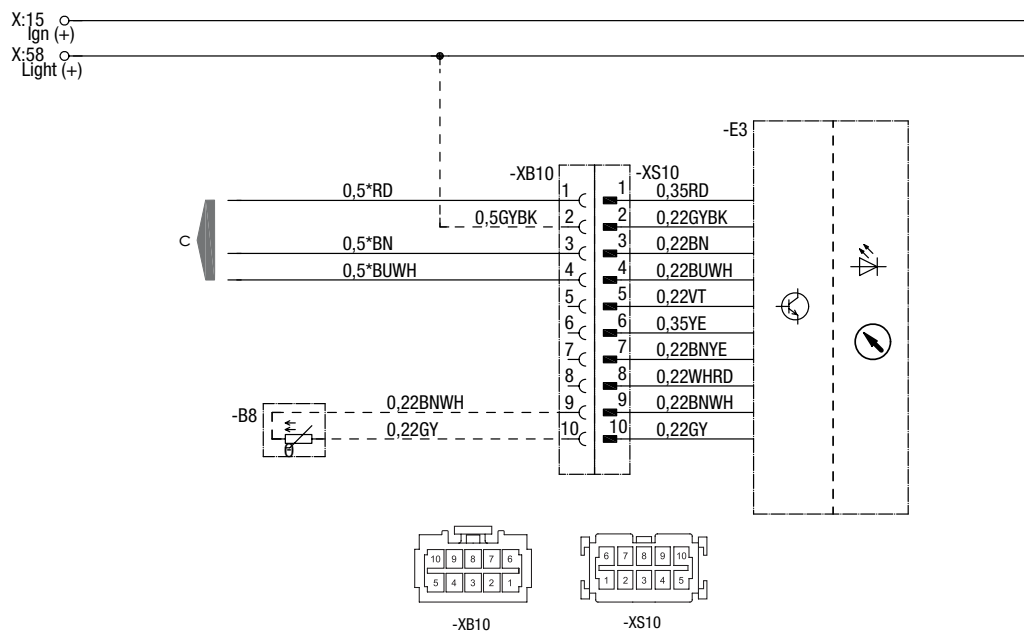 X:15
Ign (+)
X:58
Light (+)
-E3
-XB10
-XS10
0,5*RD 1 1 0,35RD
0,5GYBK 2 2 0,22GYBK
0,5*BN 3 3 0,22BN
C
0,5*BUWH 4 4 0,22BUWH
5 5 0,22VT
6 6 0,35YE
7 7 0,22BNYE
8 8 0,22WHRD
-B8 0,22BNWH 9 9 0,22BNWH
0,22GY 10 10 0,22GY
θ
10 9 8 7 6
5 4 3 2 1
-XB10
6 7 8 9 10
1 2 3 4 5
-XS10